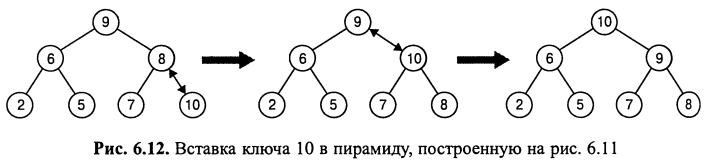 9 9 10
6 8 6 10 6 9
2 5 7 10 2 5 7 8 2 5 7 8
Рис. 6.12. Вставка ключа 10 в пирамиду, построенную на рис. 6.11